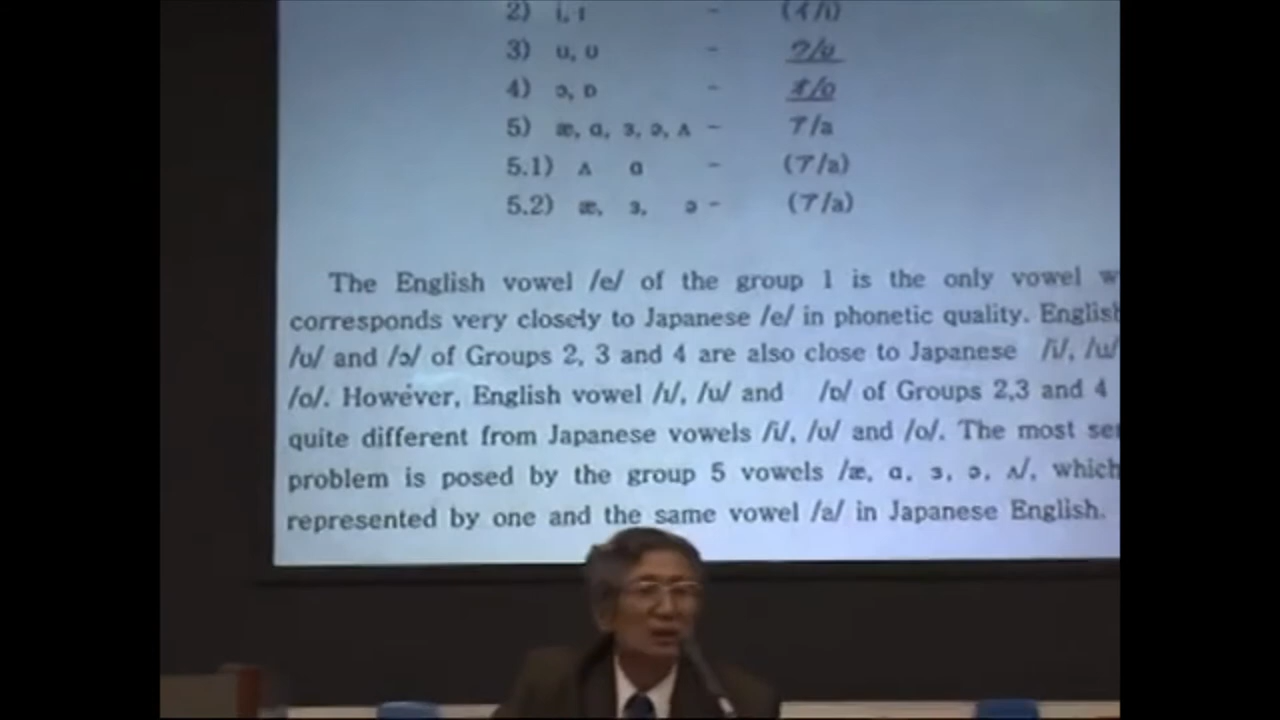 2) i, ɪ - (イ/i)
3) u, ʊ - ウ/u
4) ɔ, ɒ - オ/o
5) æ, ɑ, ɜ, ə, ʌ - ア/a
5.1) ʌ ɑ - (ア/a)
5.2) æ, ɜ, ə - (ア/a)
The English vowel /e/ of the group 1 is the only vowel w
corresponds very closely to Japanese /e/ in phonetic quality. English
/ʊ/ and /ɔ/ of Groups 2, 3 and 4 are also close to Japanese /i/, /u/
/o/. However, English vowel /ɪ/, /u/ and /ɒ/ of Groups 2,3 and 4
quite different from Japanese vowels /i/, /ʊ/ and /o/. The most se
problem is posed by the group 5 vowels /æ, ɑ, ɜ, ə, ʌ/, which
represented by one and the same vowel /a/ in Japanese English.